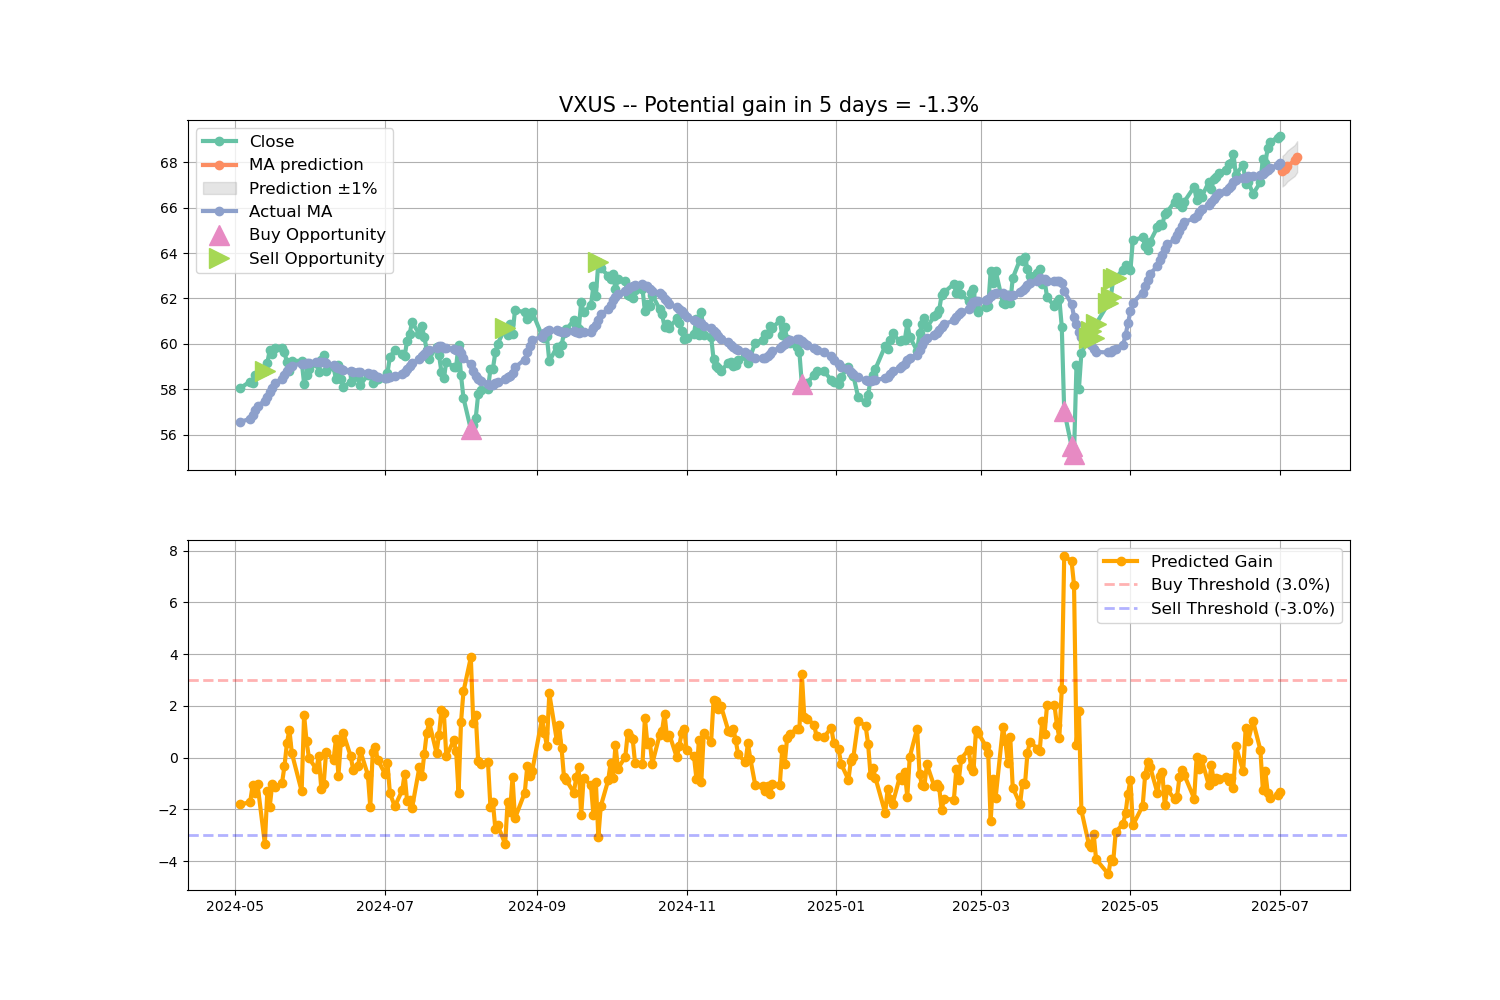 VXUS -- Potential gain in 5 days = -1.3%
Close
MA prediction
Prediction ±1%
Actual MA
Buy Opportunity
Sell Opportunity
68
66
64
62
60
58
56
Predicted Gain
Buy Threshold (3.0%)
Sell Threshold (-3.0%)
8
6
4
2
0
−2
−4
2024-05 2024-07 2024-09 2024-11 2025-01 2025-03 2025-05 2025-07